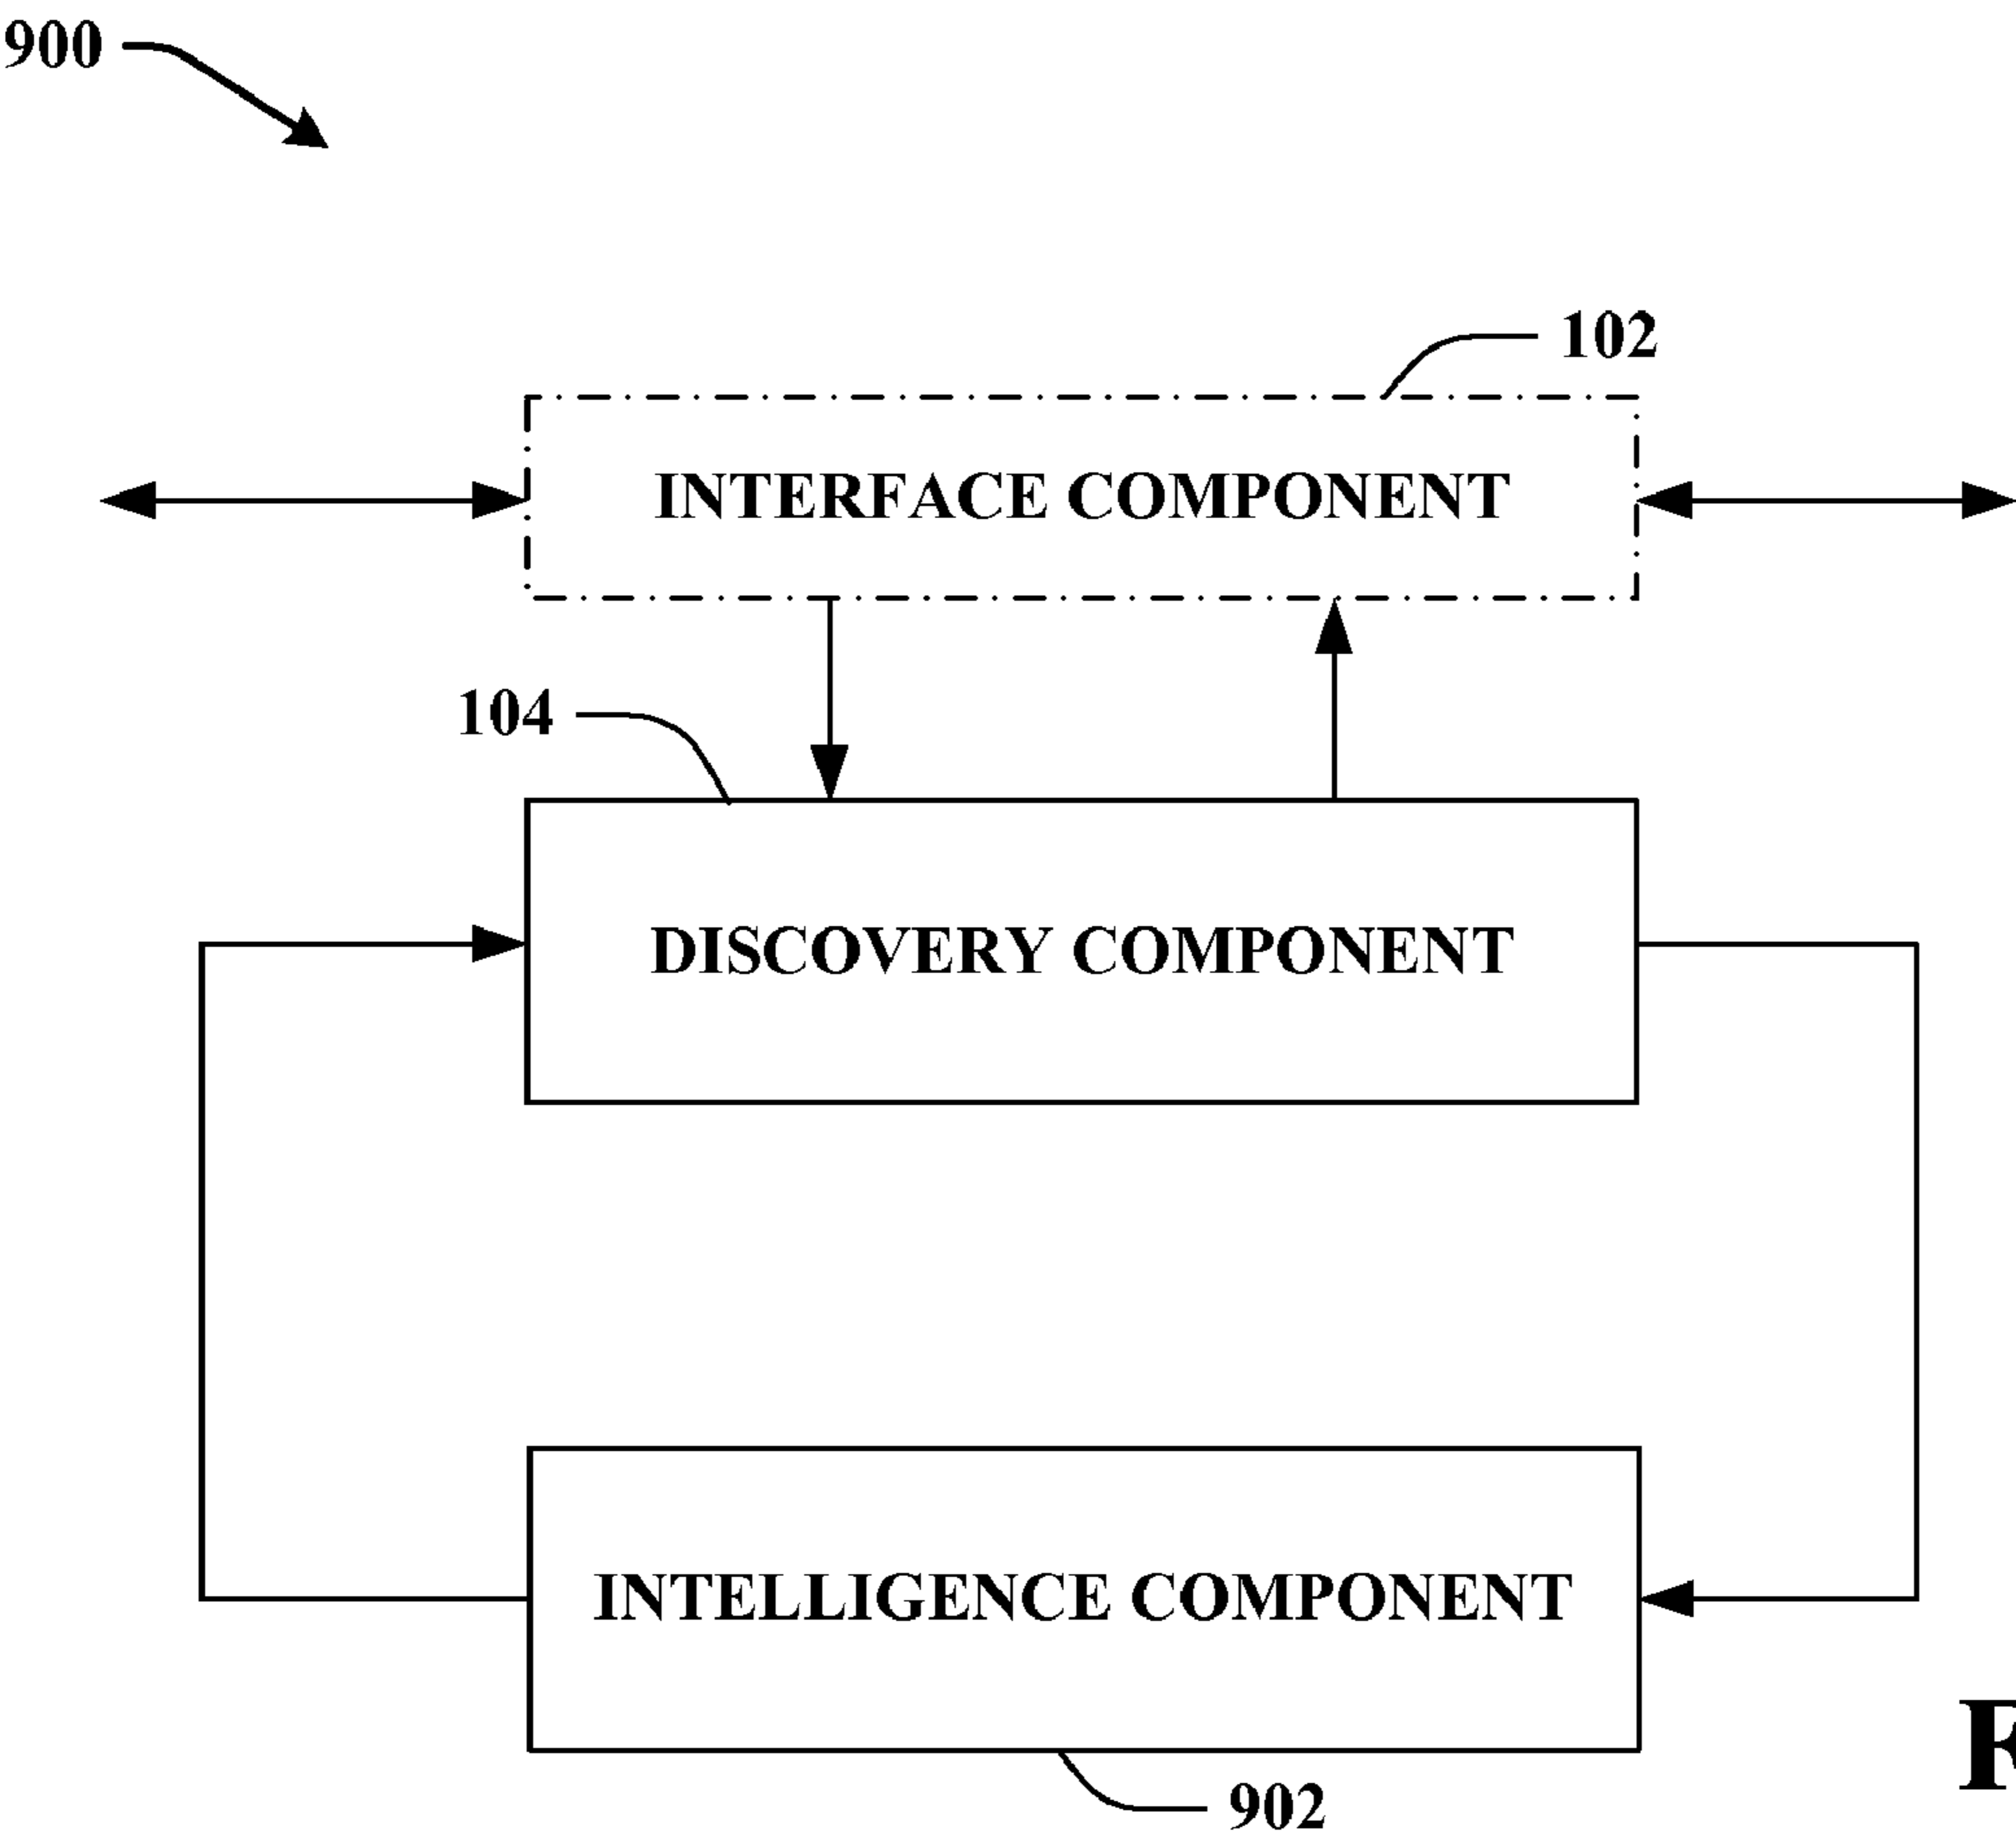 900
102
INTERFACE COMPONENT
104
DISCOVERY COMPONENT
INTELLIGENCE COMPONENT
902